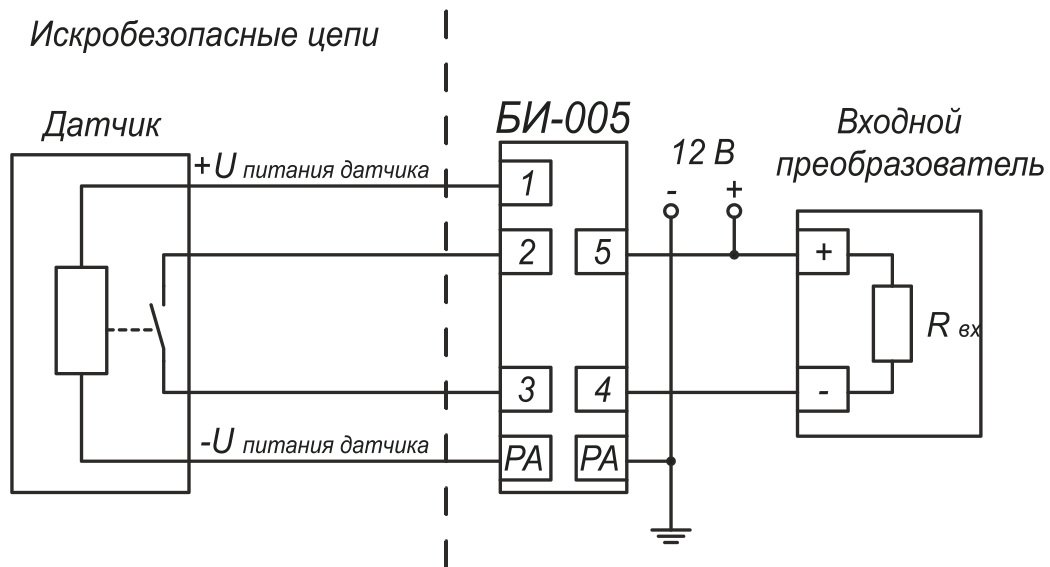 Искробезопасные цепи
Датчик
+U питания датчика
-U питания датчика
БИ-005
1
2
3
PA
5
4
PA
12 В
- +
Входной
преобразователь
+
-
R вх